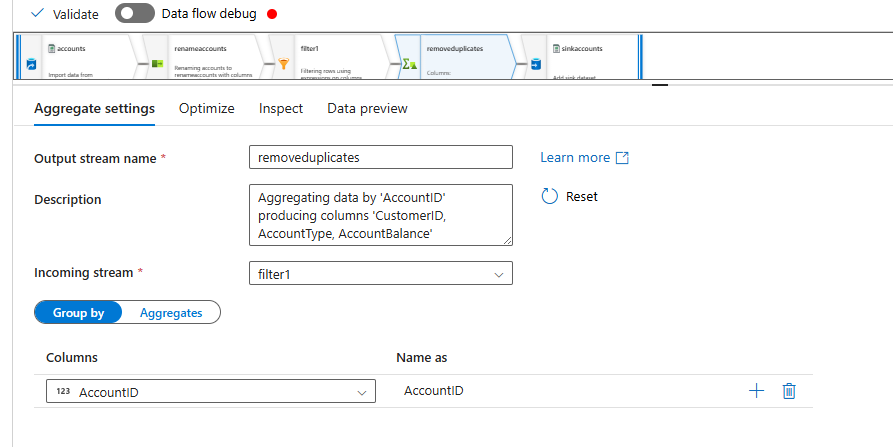 Validate
Data flow debug
accounts
Import data from
renameaccounts
Renaming accounts to
renameaccounts with columns
filter1
Filtering rows using
expressions on columns
removeduplicates
Columns:
sinkaccounts
Add sink dataset
Aggregate settings
Optimize
Inspect
Data preview
Output stream name *
removeduplicates
Learn more
Description
Aggregating data by 'AccountID'
producing columns 'CustomerID,
AccountType, AccountBalance'
Reset
Incoming stream *
filter1
Group by
Aggregates
Columns
Name as
123 AccountID
AccountID